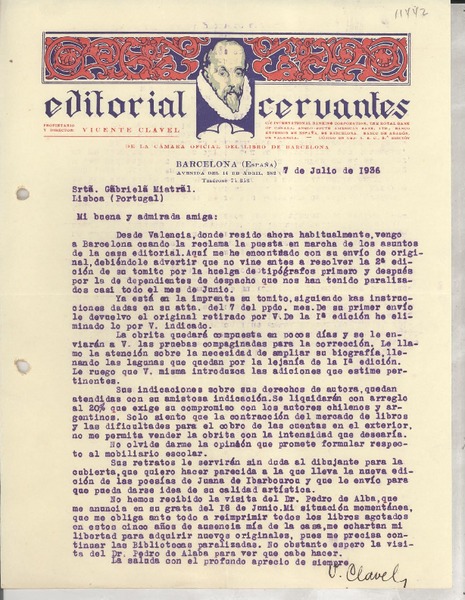 11442
editorial cervantes
PROPIETARIO
Y DIRECTOR VICENTE CLAVEL
DE LA CÁMARA OFICIAL DEL LIBRO DE BARCELONA
BARCELONA (ESPAÑA)
AVENIDA DEL 14 DE ABRIL, 382
TELÉFONO
7 de Julio de 1936
Srta. Gabriela Mistral.
Lisboa (Portugal)
Mi buena y admirada amiga:
Desde Valencia, donde resido ahora habitualmente, vengo
a Barcelona cuando la reclama la puesta en marcha de los asuntos
de la casa editorial. Aquí me he encontrado con su envío de origi-
nal, debiéndole advertir que no vine antes a resolver la 2ª edi-
ción de su tomito por la huelga de tipógrafos primero y después
por la de dependientes de despacho que nos han tenido paraliza-
dos casi todo el mes de Junio.
Ya está en la imprenta su tomito, siguiendo las instruc-
ciones dadas en su atta. del 7 del ppdo. mes. De su primer envío
le devuelvo el original retirado por V. De la 1ª edición he eli-
minado lo por V. indicado.
La obrita quedará compuesta en pocos días y se le en-
viarán a V. las pruebas compaginadas para la corrección. Le lla-
mo la atención sobre la necesidad de ampliar su biografía, llen-
ando las lagunas que quedan por la lejanía de la 1ª edición.
Le ruego que V. misma introduzca las adiciones que estime per-
tinentes.
Sus indicaciones sobre sus derechos de autora, quedan
atendidas con su amistosa indicación. Se liquidarán con arreglo
al 20% que exige su compromiso con los autores chilenos y ar-
gentinos. Solo siento que la contracción del mercado de libros
y las dificultades para el cobro de las cuentas en el exterior,
no me permita vender la obrita con la intensidad que desearía.
No olvide darme la opinión que promete formular respec-
to al mobiliario escolar.
Sus retratos le servirán sin duda al dibujante para la
cubierta, que quiero hacer parecida a la que lleva la nueva edi-
ción de las poesías de Juana de Ibarbourou y que le envío para
que pueda darse idea de su calidad artística.
No hemos recibido la visita del Dr. Pedro de Alba, que
me anuncia en su grata del 18 de Junio. Mi situación momentánea,
que me obliga ante todo a reimprimir todos los libros agotados
en estos cinco años de ausencia mía de la casa, me coartan mi
libertad para adquirir nuevos originales, pues me precisa con-
tinuar las Bibliotecas paralizadas. No obstante espero la visi-
ta del Dr. Pedro de Alaba para ver que cabe hacer.
La saluda con el profundo aprecio de siempre
V. Clavel